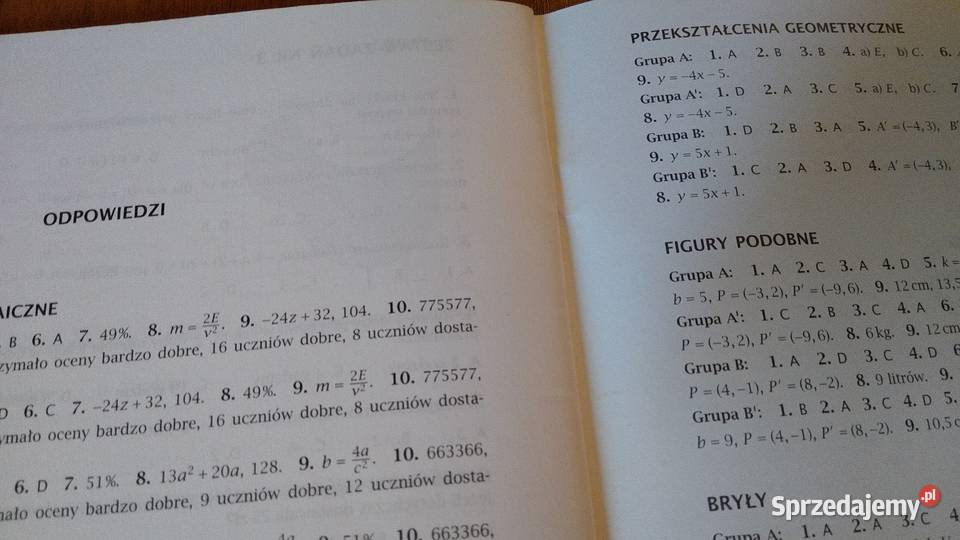 ODPOWIEDZI
AICZNE
B 6. A 7. 49%. 8. m = 2E/v². 9. −24z + 32, 104. 10. 775577,
zymało oceny bardzo dobre, 16 uczniów dobre, 8 uczniów dosta-
D 6. C 7. −24z + 32, 104. 8. 49%. 9. m = 2E/v². 10. 775577,
ymało oceny bardzo dobre, 16 uczniów dobre, 8 uczniów dosta-
6. D 7. 51%. 8. 13a² + 20a, 128. 9. b = 4a/c². 10. 663366,
mało oceny bardzo dobre, 9 uczniów dobre, 12 uczniów dosta-
4a 9. 51% 10. 663366,
PRZEKSZTAŁCENIA GEOMETRYCZNE
Grupa A: 1. A 2. B 3. B 4. a) E, b) C. 6.
9. y = −4x − 5.
Grupa A': 1. D 2. A 3. C 5. a) E, b) C. 7
8. y = −4x − 5.
Grupa B: 1. D 2. B 3. A 5. A' = (−4, 3), B'
9. y = 5x + 1.
Grupa B': 1. C 2. A 3. D 4. A' = (−4, 3),
8. y = 5x + 1.
FIGURY PODOBNE
Grupa A: 1. A 2. C 3. A 4. D 5. k =
b = 5, P = (−3, 2), P' = (−9, 6). 9. 12 cm, 13,5
Grupa A': 1. C 2. B 3. C 4. A 6.
P = (−3, 2), P' = (−9, 6). 8. 6 kg. 9. 12 cm
Grupa B: 1. A 2. D 3. C 4. D 6
P = (4, −1), P' = (8, −2). 8. 9 litrów. 9.
Grupa B': 1. B 2. A 3. C 4. D 5.
b = 9, P = (4, −1), P' = (8, −2). 9. 10,5 c
BRYŁY
Grupa A: 1. A 2. A 3. C 4
Sprzedajemy.pl